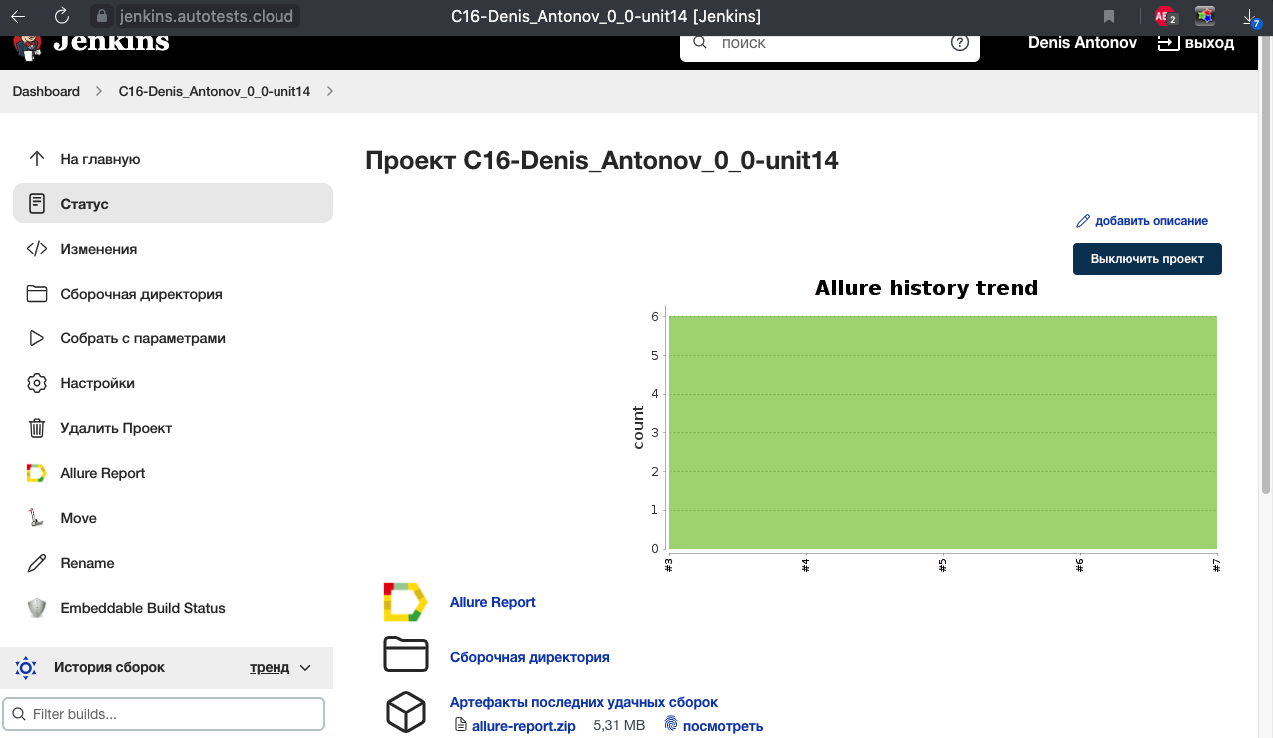 jenkins.autotests.cloud
C16-Denis_Antonov_0_0-unit14 [Jenkins]
2
7
Jenkins
поиск
Denis Antonov
выход
Dashboard
C16-Denis_Antonov_0_0-unit14
На главную
Статус
Изменения
Сборочная директория
Собрать с параметрами
Настройки
Удалить Проект
Allure Report
Move
Rename
Embeddable Build Status
История сборок
тренд
Filter builds...
Проект C16-Denis_Antonov_0_0-unit14
добавить описание
Выключить проект
Allure history trend
count
6
5
4
3
2
1
0
#3
#4
#5
#6
#7
Allure Report
Сборочная директория
Артефакты последних удачных сборок
allure-report.zip 5,31 MB посмотреть